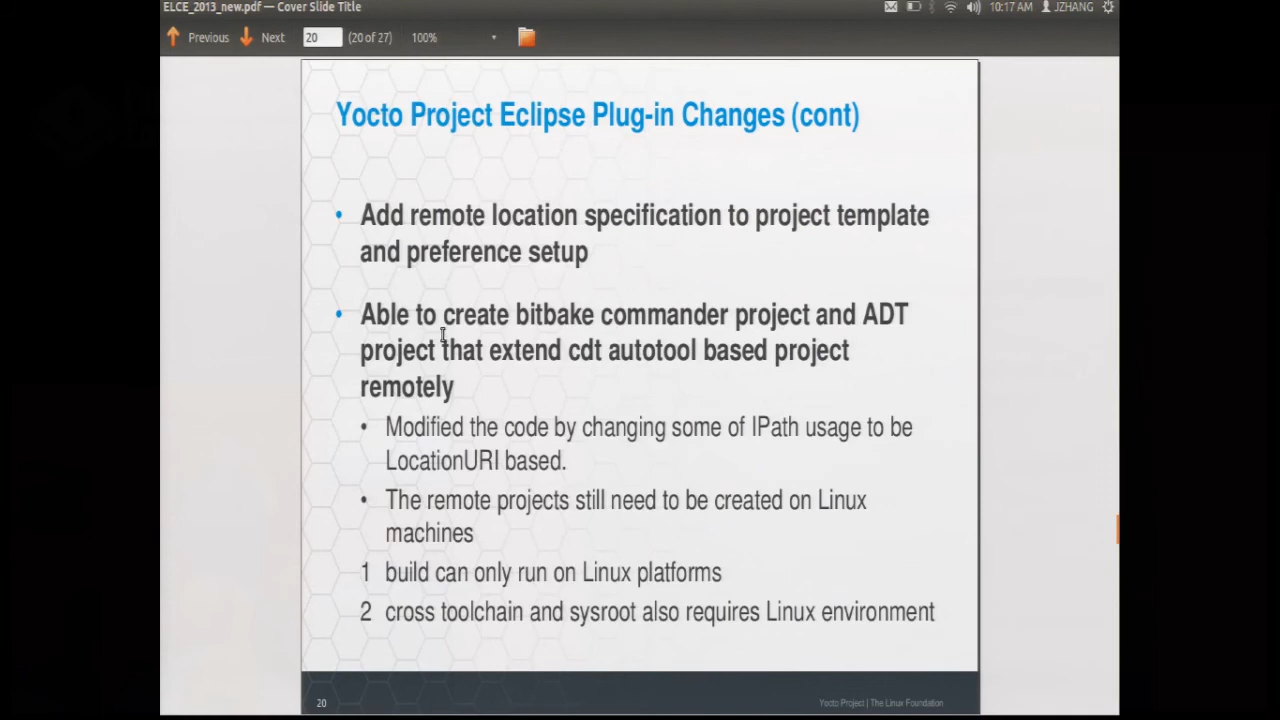 ELCE_2013_new.pdf — Cover Slide Title
10:17 AM JZHANG
Previous Next 20 (20 of 27) 100%
Yocto Project Eclipse Plug-in Changes (cont)
• Add remote location specification to project template
and preference setup
• Able to create bitbake commander project and ADT
project that extend cdt autotool based project
remotely
• Modified the code by changing some of IPath usage to be
LocationURI based.
• The remote projects still need to be created on Linux
machines
1 build can only run on Linux platforms
2 cross toolchain and sysroot also requires Linux environment
20
Yocto Project | The Linux Foundation